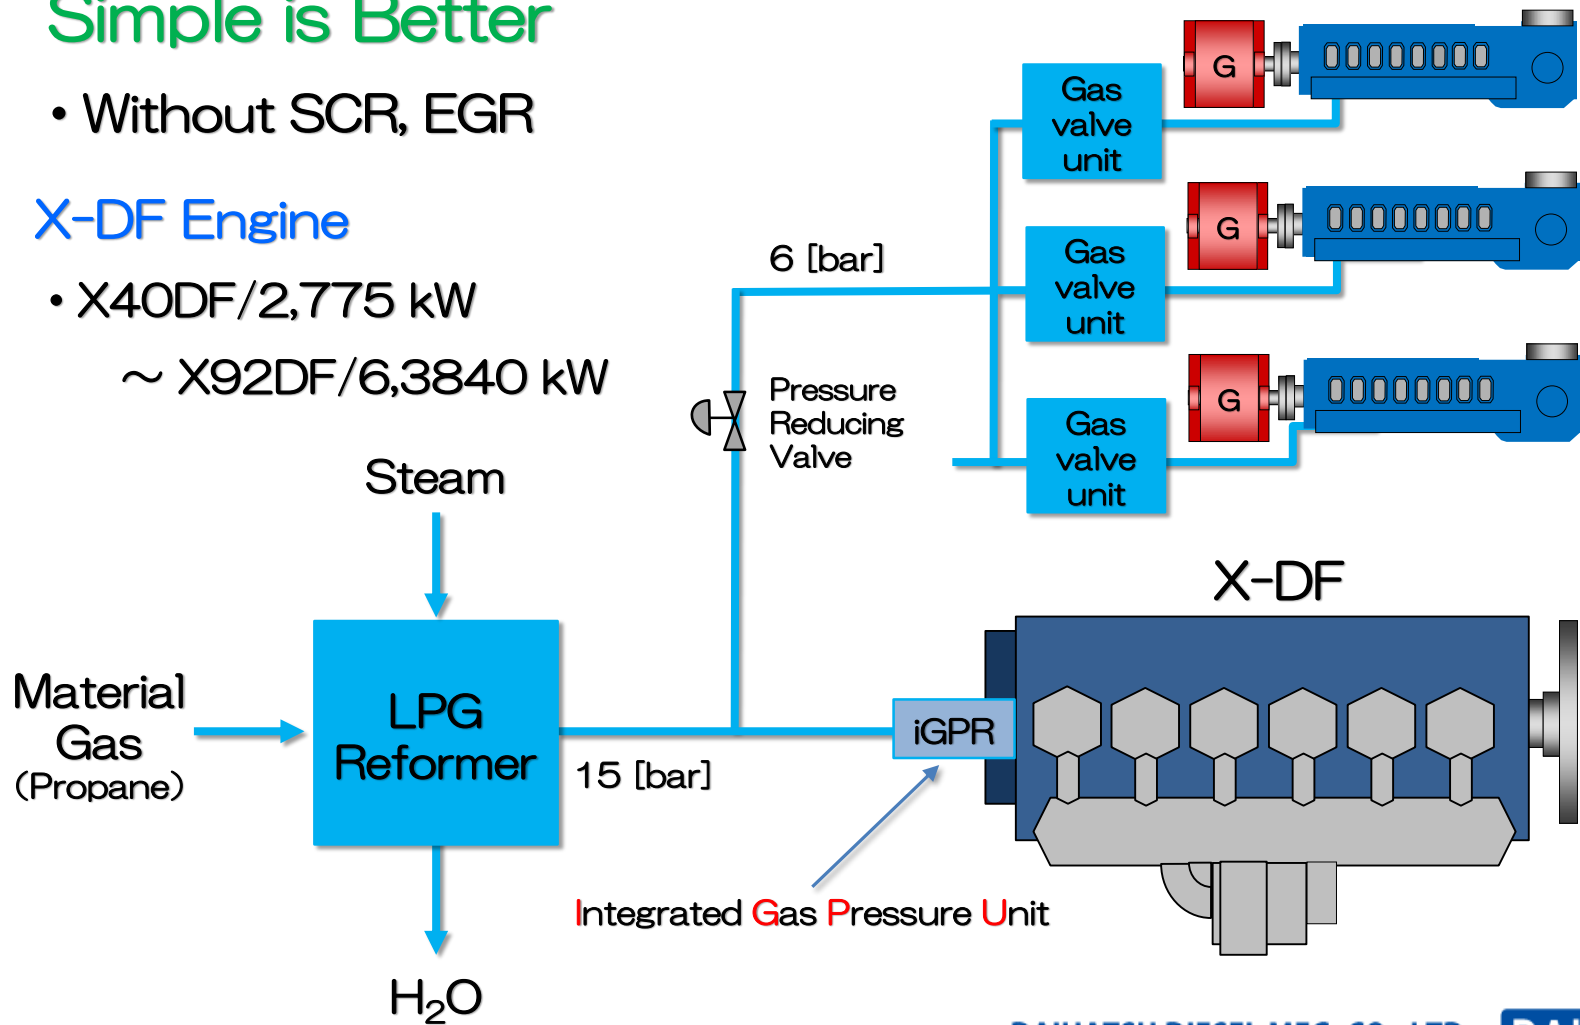 Simple is Better
• Without SCR, EGR
X-DF Engine
• X40DF/2,775 kW
～ X92DF/6,3840 kW
Steam
Material
Gas
(Propane)
LPG
Reformer
H₂O
15 [bar]
6 [bar]
Pressure
Reducing
Valve
Gas
valve
unit
G
Gas
valve
unit
G
Gas
valve
unit
G
X-DF
iGPR
Integrated Gas Pressure Unit